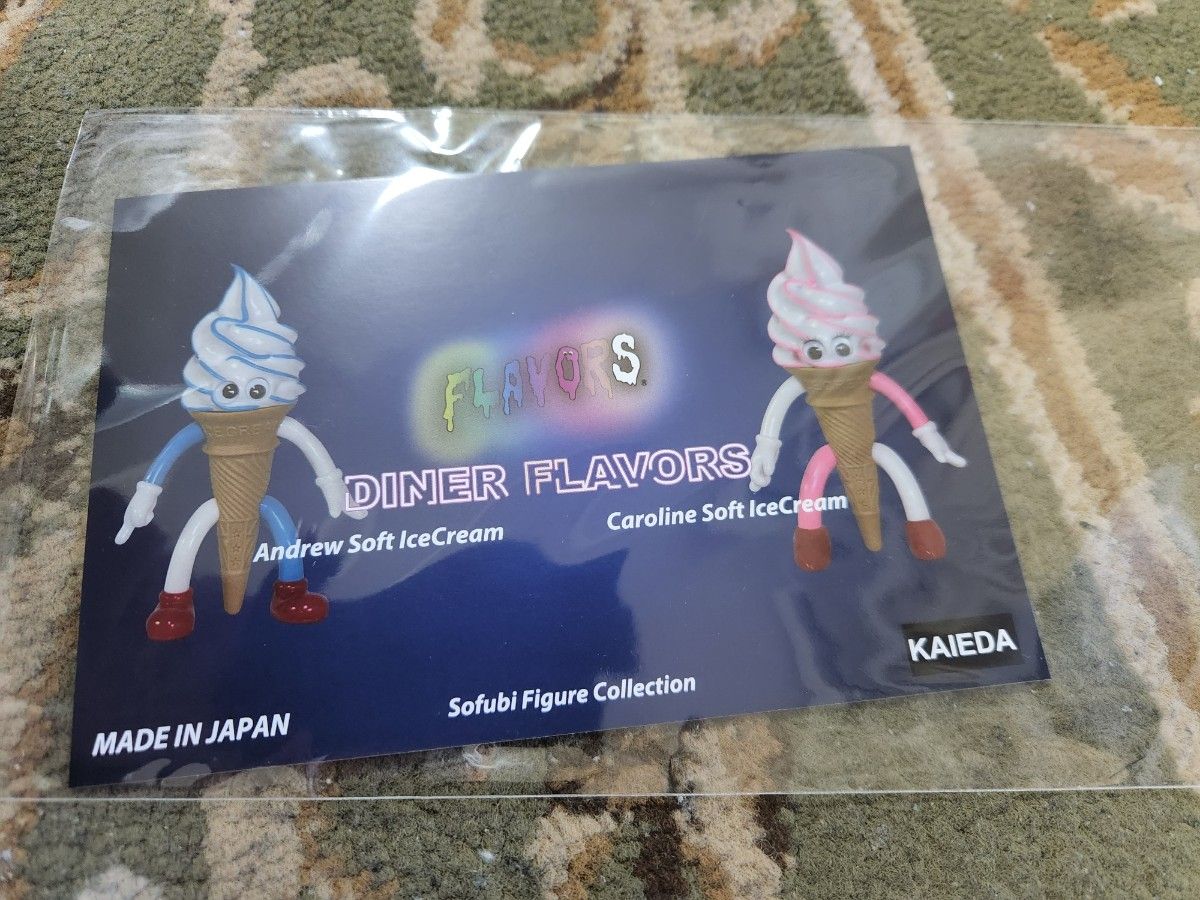 FLAVORS.
DINER FLAVORS
Andrew Soft IceCream
Caroline Soft IceCream
KAIEDA
Sofubi Figure Collection
MADE IN JAPAN